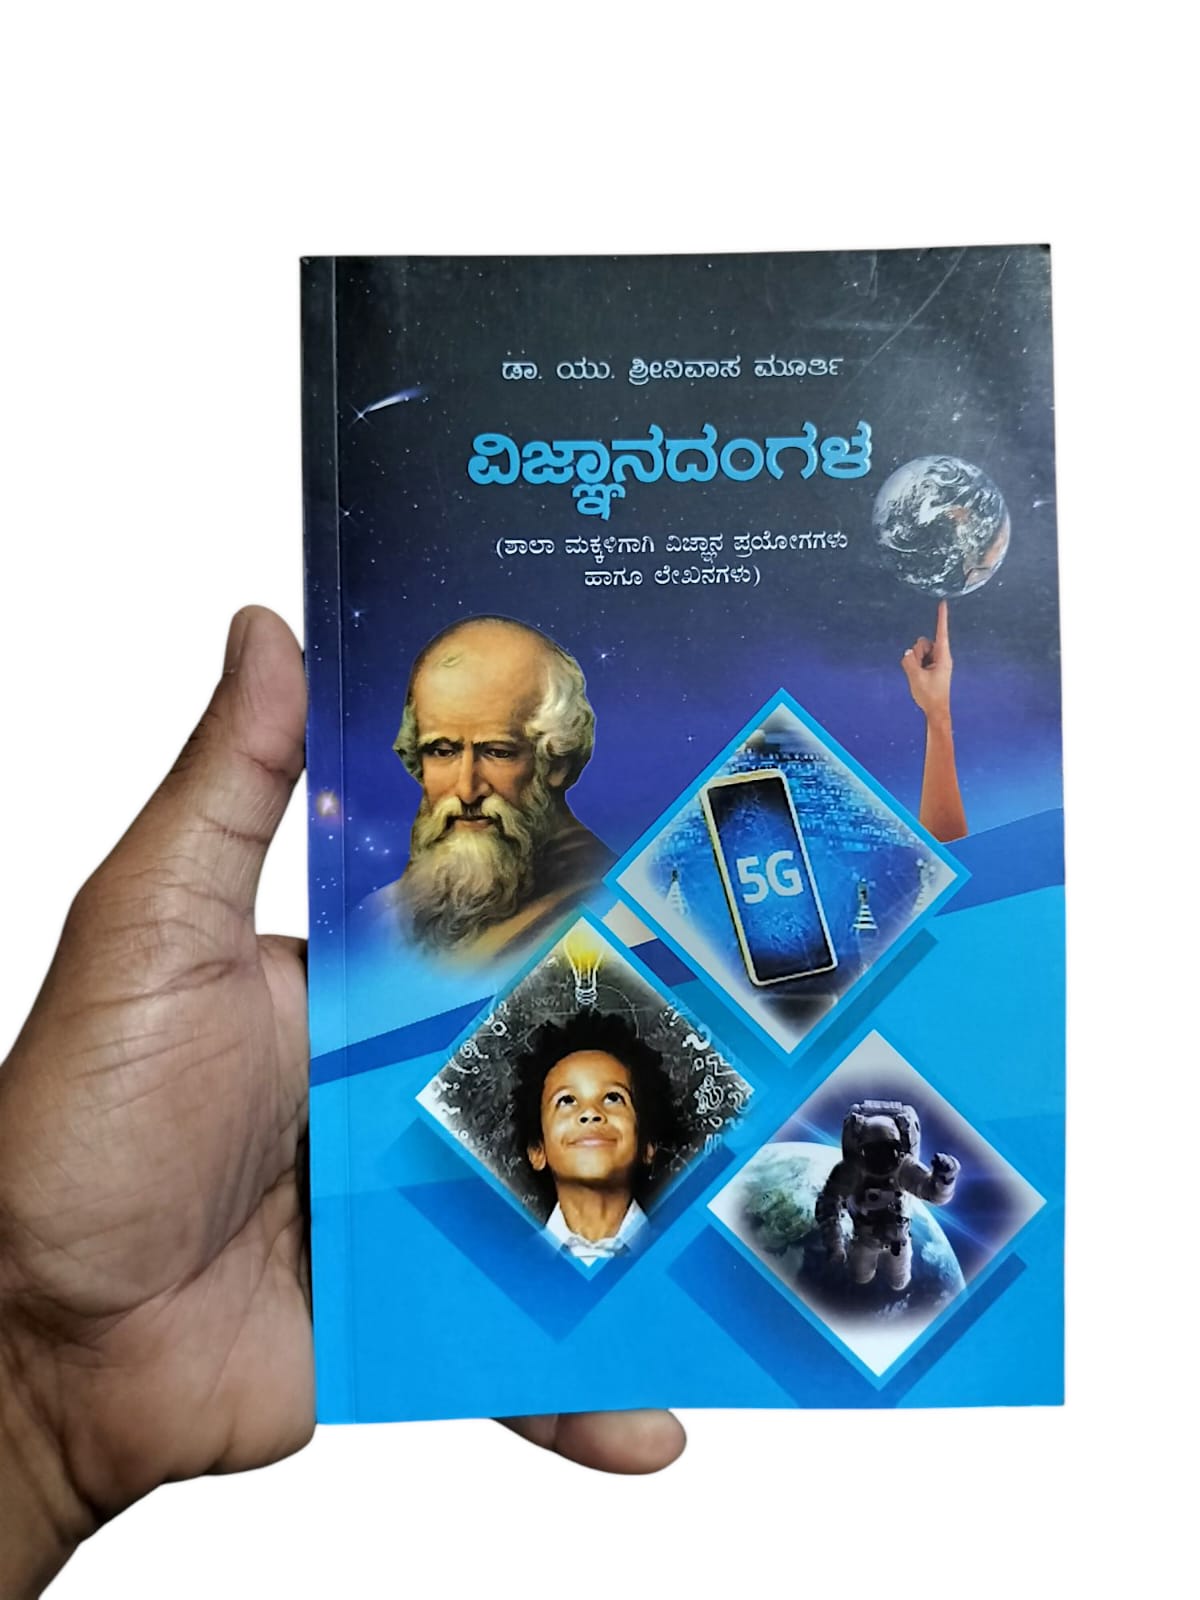 ಡಾ. ಯು. ಶ್ರೀನಿವಾಸ ಮೂರ್ತಿ
ವಿಜ್ಞಾನದಂಗಳ
(ಶಾಲಾ ಮಕ್ಕಳಿಗಾಗಿ ವಿಜ್ಞಾನ ಪ್ರಯೋಗಗಳು
ಹಾಗೂ ಲೇಖನಗಳು)
5G